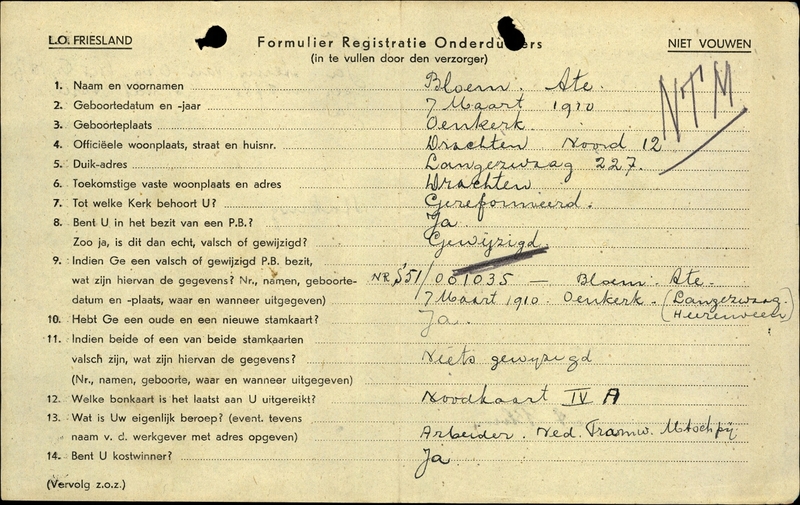 L.O. FRIESLAND
Formulier Registratie Onderduikers
NIET VOUWEN
(in te vullen door den verzorger)
NTM
1. Naam en voornamen Bloem. Ate.
2. Geboortedatum en -jaar 7 Maart 1910
3. Geboorteplaats Oenkerk.
4. Officiëele woonplaats, straat en huisnr. Drachten Noord 12
5. Duik-adres Langezwaag 227.
6. Toekomstige vaste woonplaats en adres Drachten
7. Tot welke Kerk behoort U? Gereformeerd.
8. Bent U in het bezit van een P.B.? Ja
Zoo ja, is dit dan echt, valsch of gewijzigd? Gewijzigd.
9. Indien Ge een valsch of gewijzigd P.B. bezit,
wat zijn hiervan de gegevens? Nr., namen, geboorte- NR S51/001035 — Bloem. Ate.
datum en -plaats, waar en wanneer uitgegeven) 7 Maart 1910. Oenkerk. (Langezwaag.
Heerenveen)
10. Hebt Ge een oude en een nieuwe stamkaart? Ja.
11. Indien beide of een van beide stamkaarten
valsch zijn, wat zijn hiervan de gegevens? Niets gewyzigd
(Nr., namen, geboorte, waar en wanneer uitgegeven)
12. Welke bonkaart is het laatst aan U uitgereikt? Noodkaart IV A
13. Wat is Uw eigenlijk beroep? (event. tevens
naam v. d. werkgever met adres opgeven) Arbeider. Ned. Tramw. Mtschpij
14. Bent U kostwinner? Ja
(Vervolg z.o.z.)